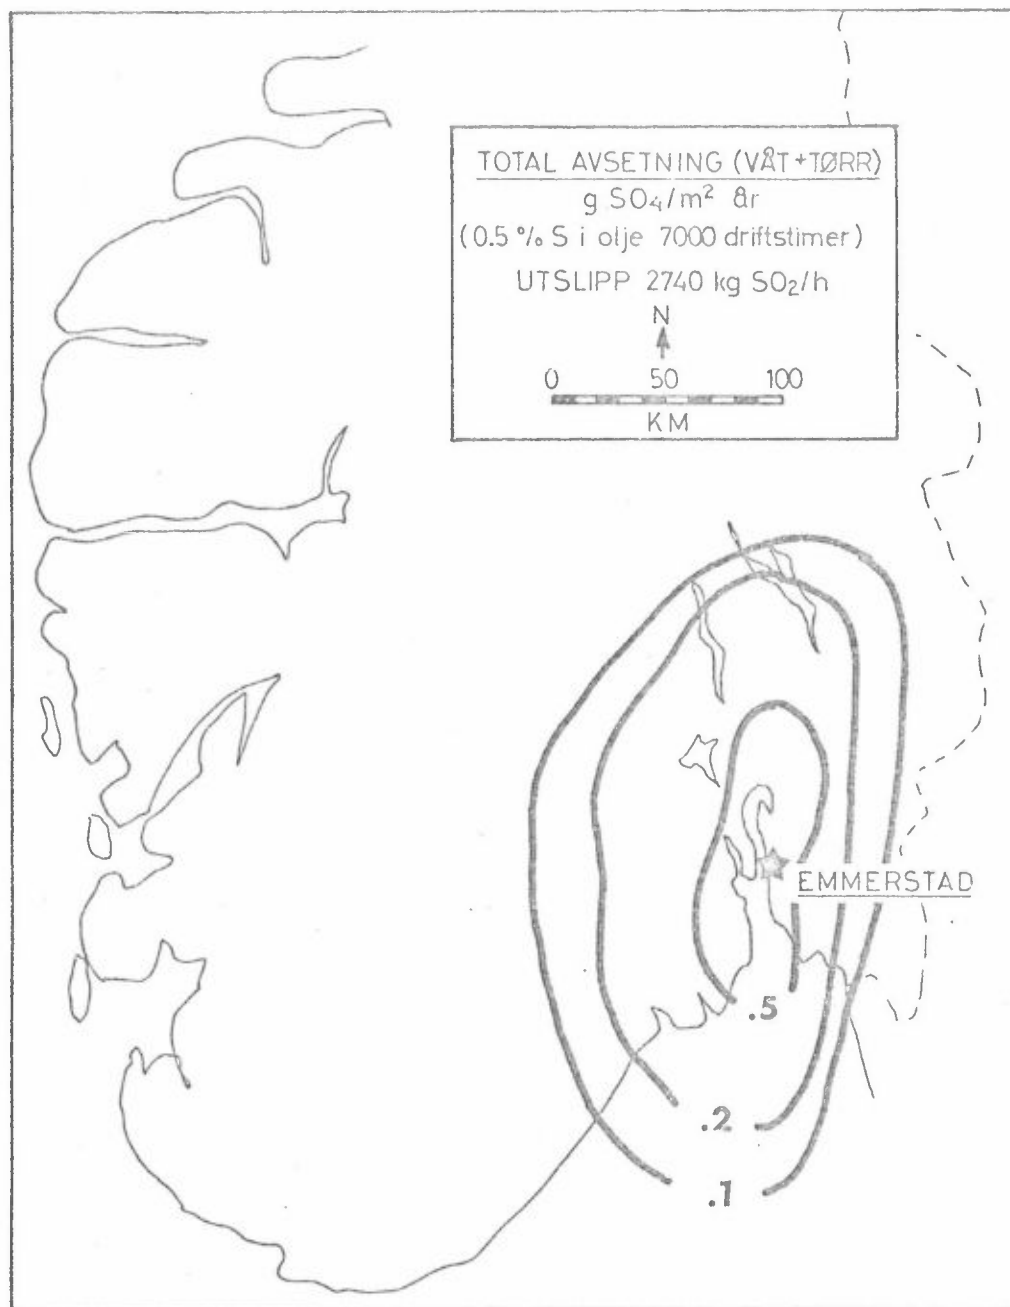 TOTAL AVSETNING (VÅT+TØRR)
g SO₄/m² år
(0.5 % S i olje 7000 driftstimer)
UTSLIPP 2740 kg SO₂/h
N
0 50 100
KM
EMMERSTAD
.5
.2
.1